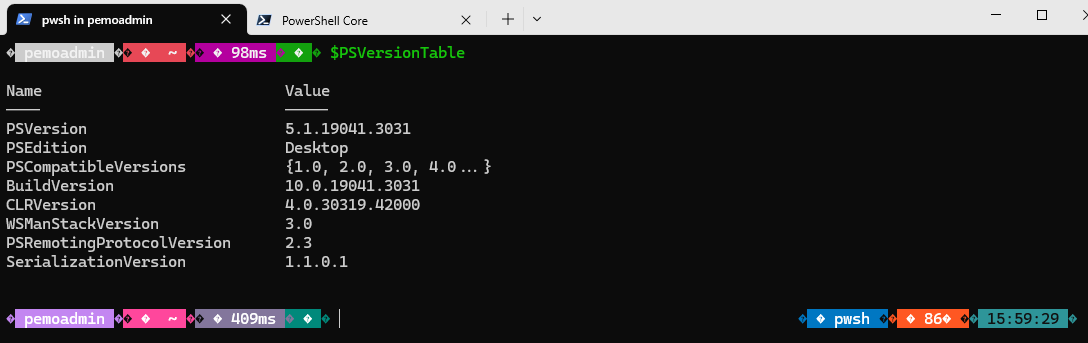 pwsh in pemoadmin PowerShell Core
� pemoadmin �� � ~ �� � 98ms � � � $PSVersionTable
Name Value
---- -----
PSVersion 5.1.19041.3031
PSEdition Desktop
PSCompatibleVersions {1.0, 2.0, 3.0, 4.0...}
BuildVersion 10.0.19041.3031
CLRVersion 4.0.30319.42000
WSManStackVersion 3.0
PSRemotingProtocolVersion 2.3
SerializationVersion 1.1.0.1
� pemoadmin �� � ~ �� � 409ms � � � � � pwsh �� � 86� �� 15:59:29 �